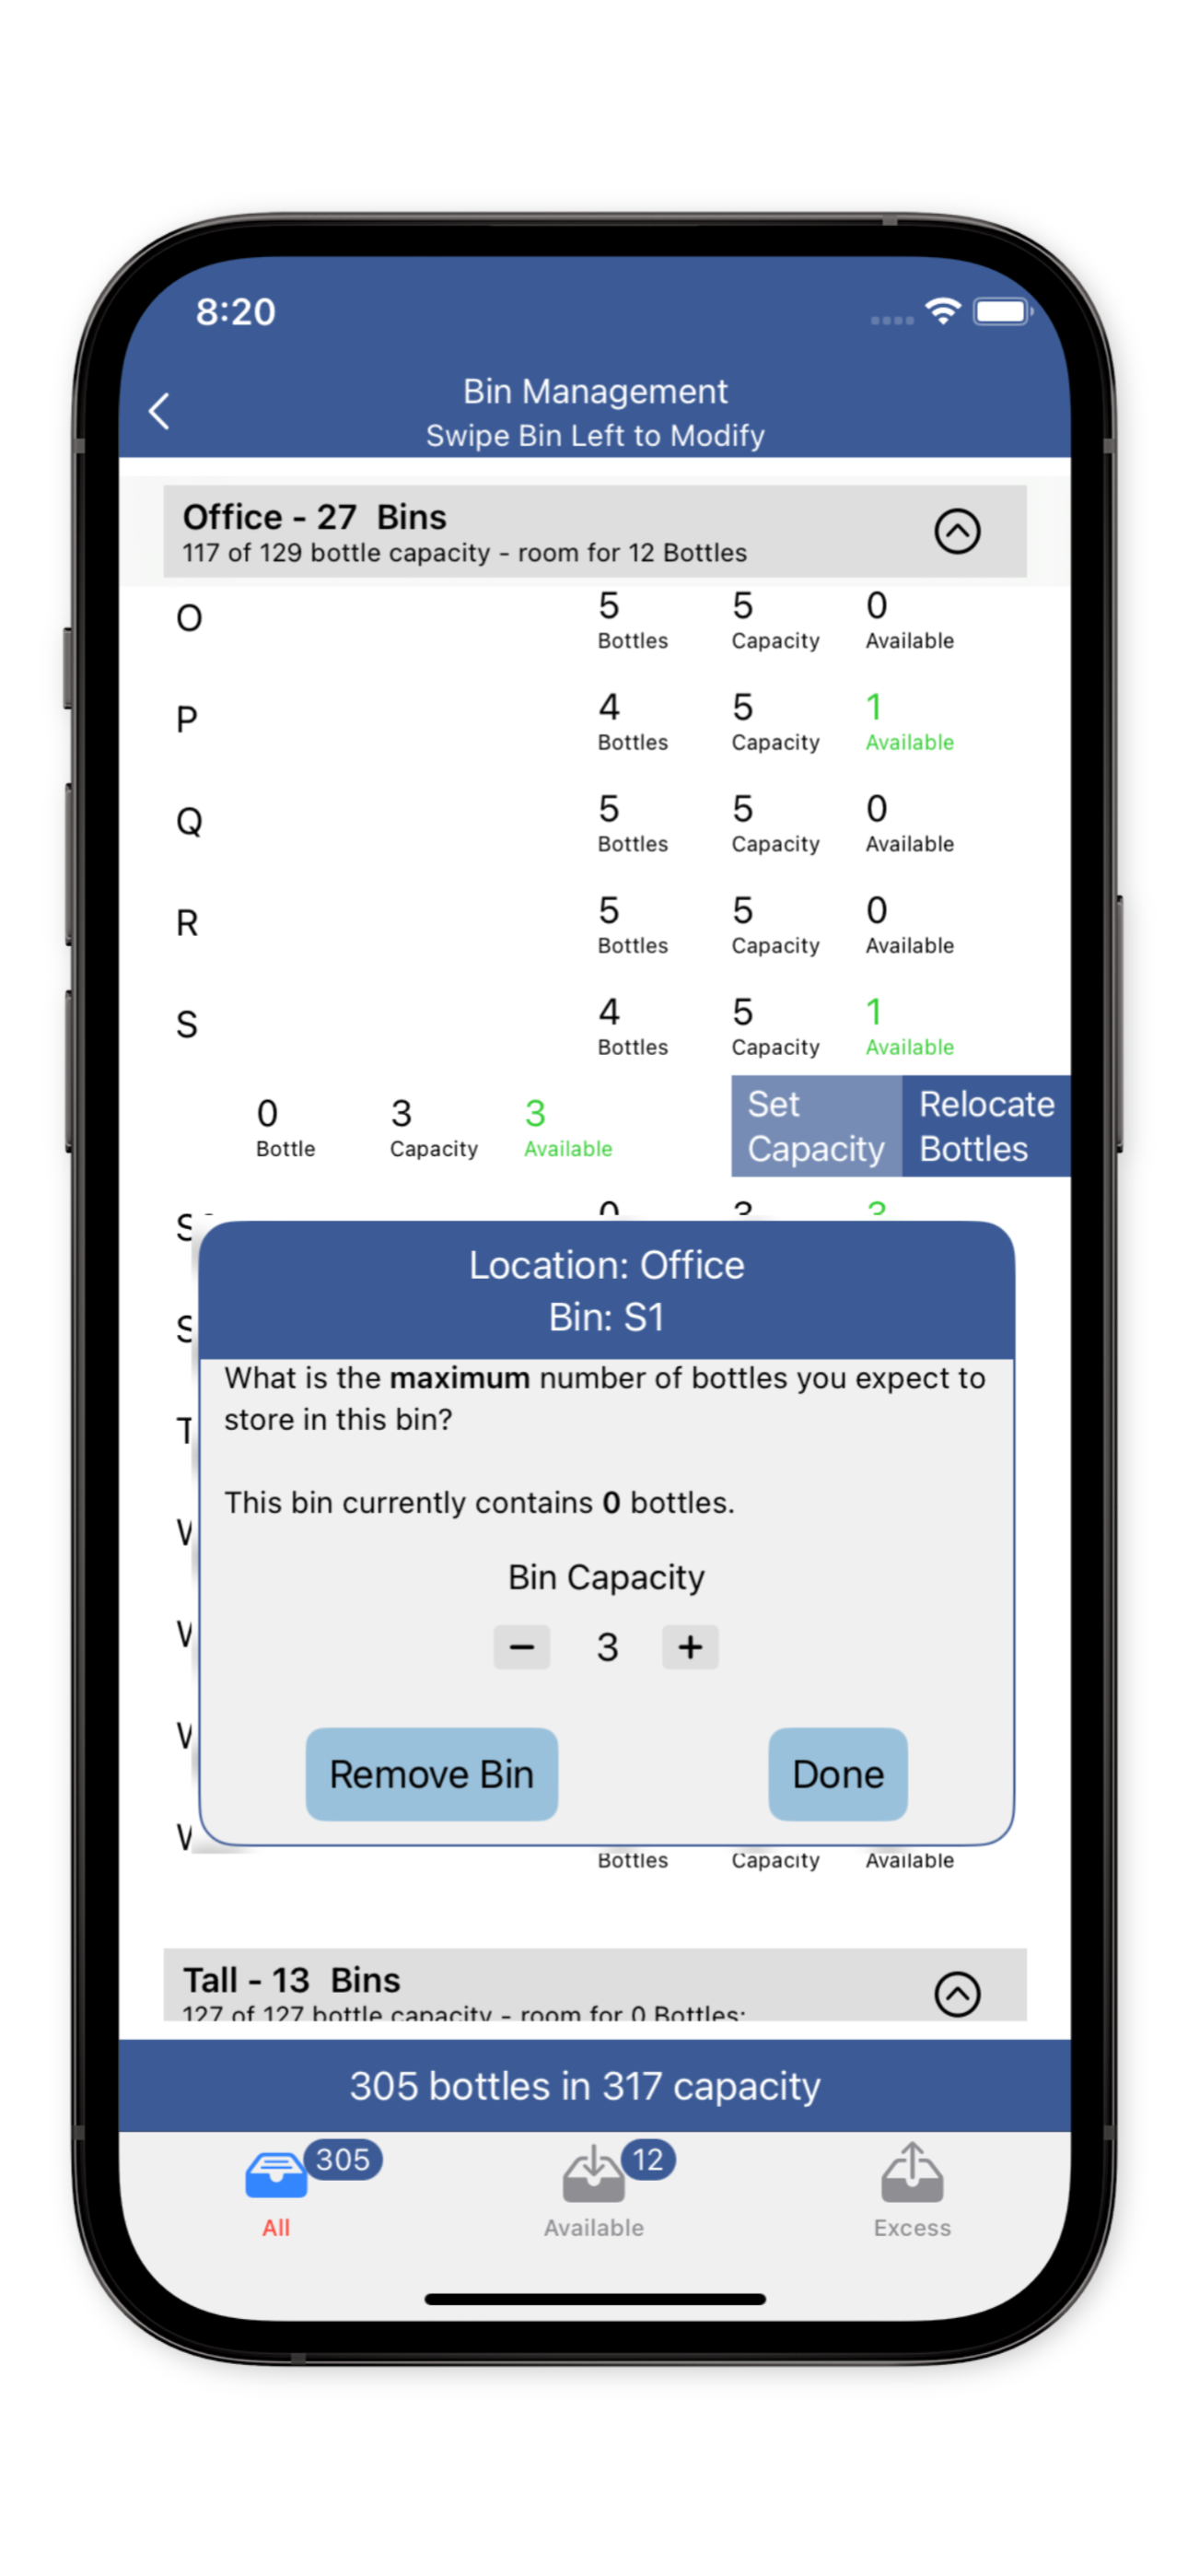 8:20
Bin Management
Swipe Bin Left to Modify
Office - 27 Bins
117 of 129 bottle capacity - room for 12 Bottles
O 5 5 0
Bottles Capacity Available
P 4 5 1
Bottles Capacity Available
Q 5 5 0
Bottles Capacity Available
R 5 5 0
Bottles Capacity Available
S 4 5 1
Bottles Capacity Available
0 3 3
Bottle Capacity Available
Set Relocate
Capacity Bottles
Location: Office
Bin: S1
What is the maximum number of bottles you expect to
store in this bin?
This bin currently contains 0 bottles.
Bin Capacity
− 3 +
Remove Bin Done
Bottles Capacity Available
Tall - 13 Bins
127 of 127 bottle capacity - room for 0 Bottles:
305 bottles in 317 capacity
305 12
All Available Excess